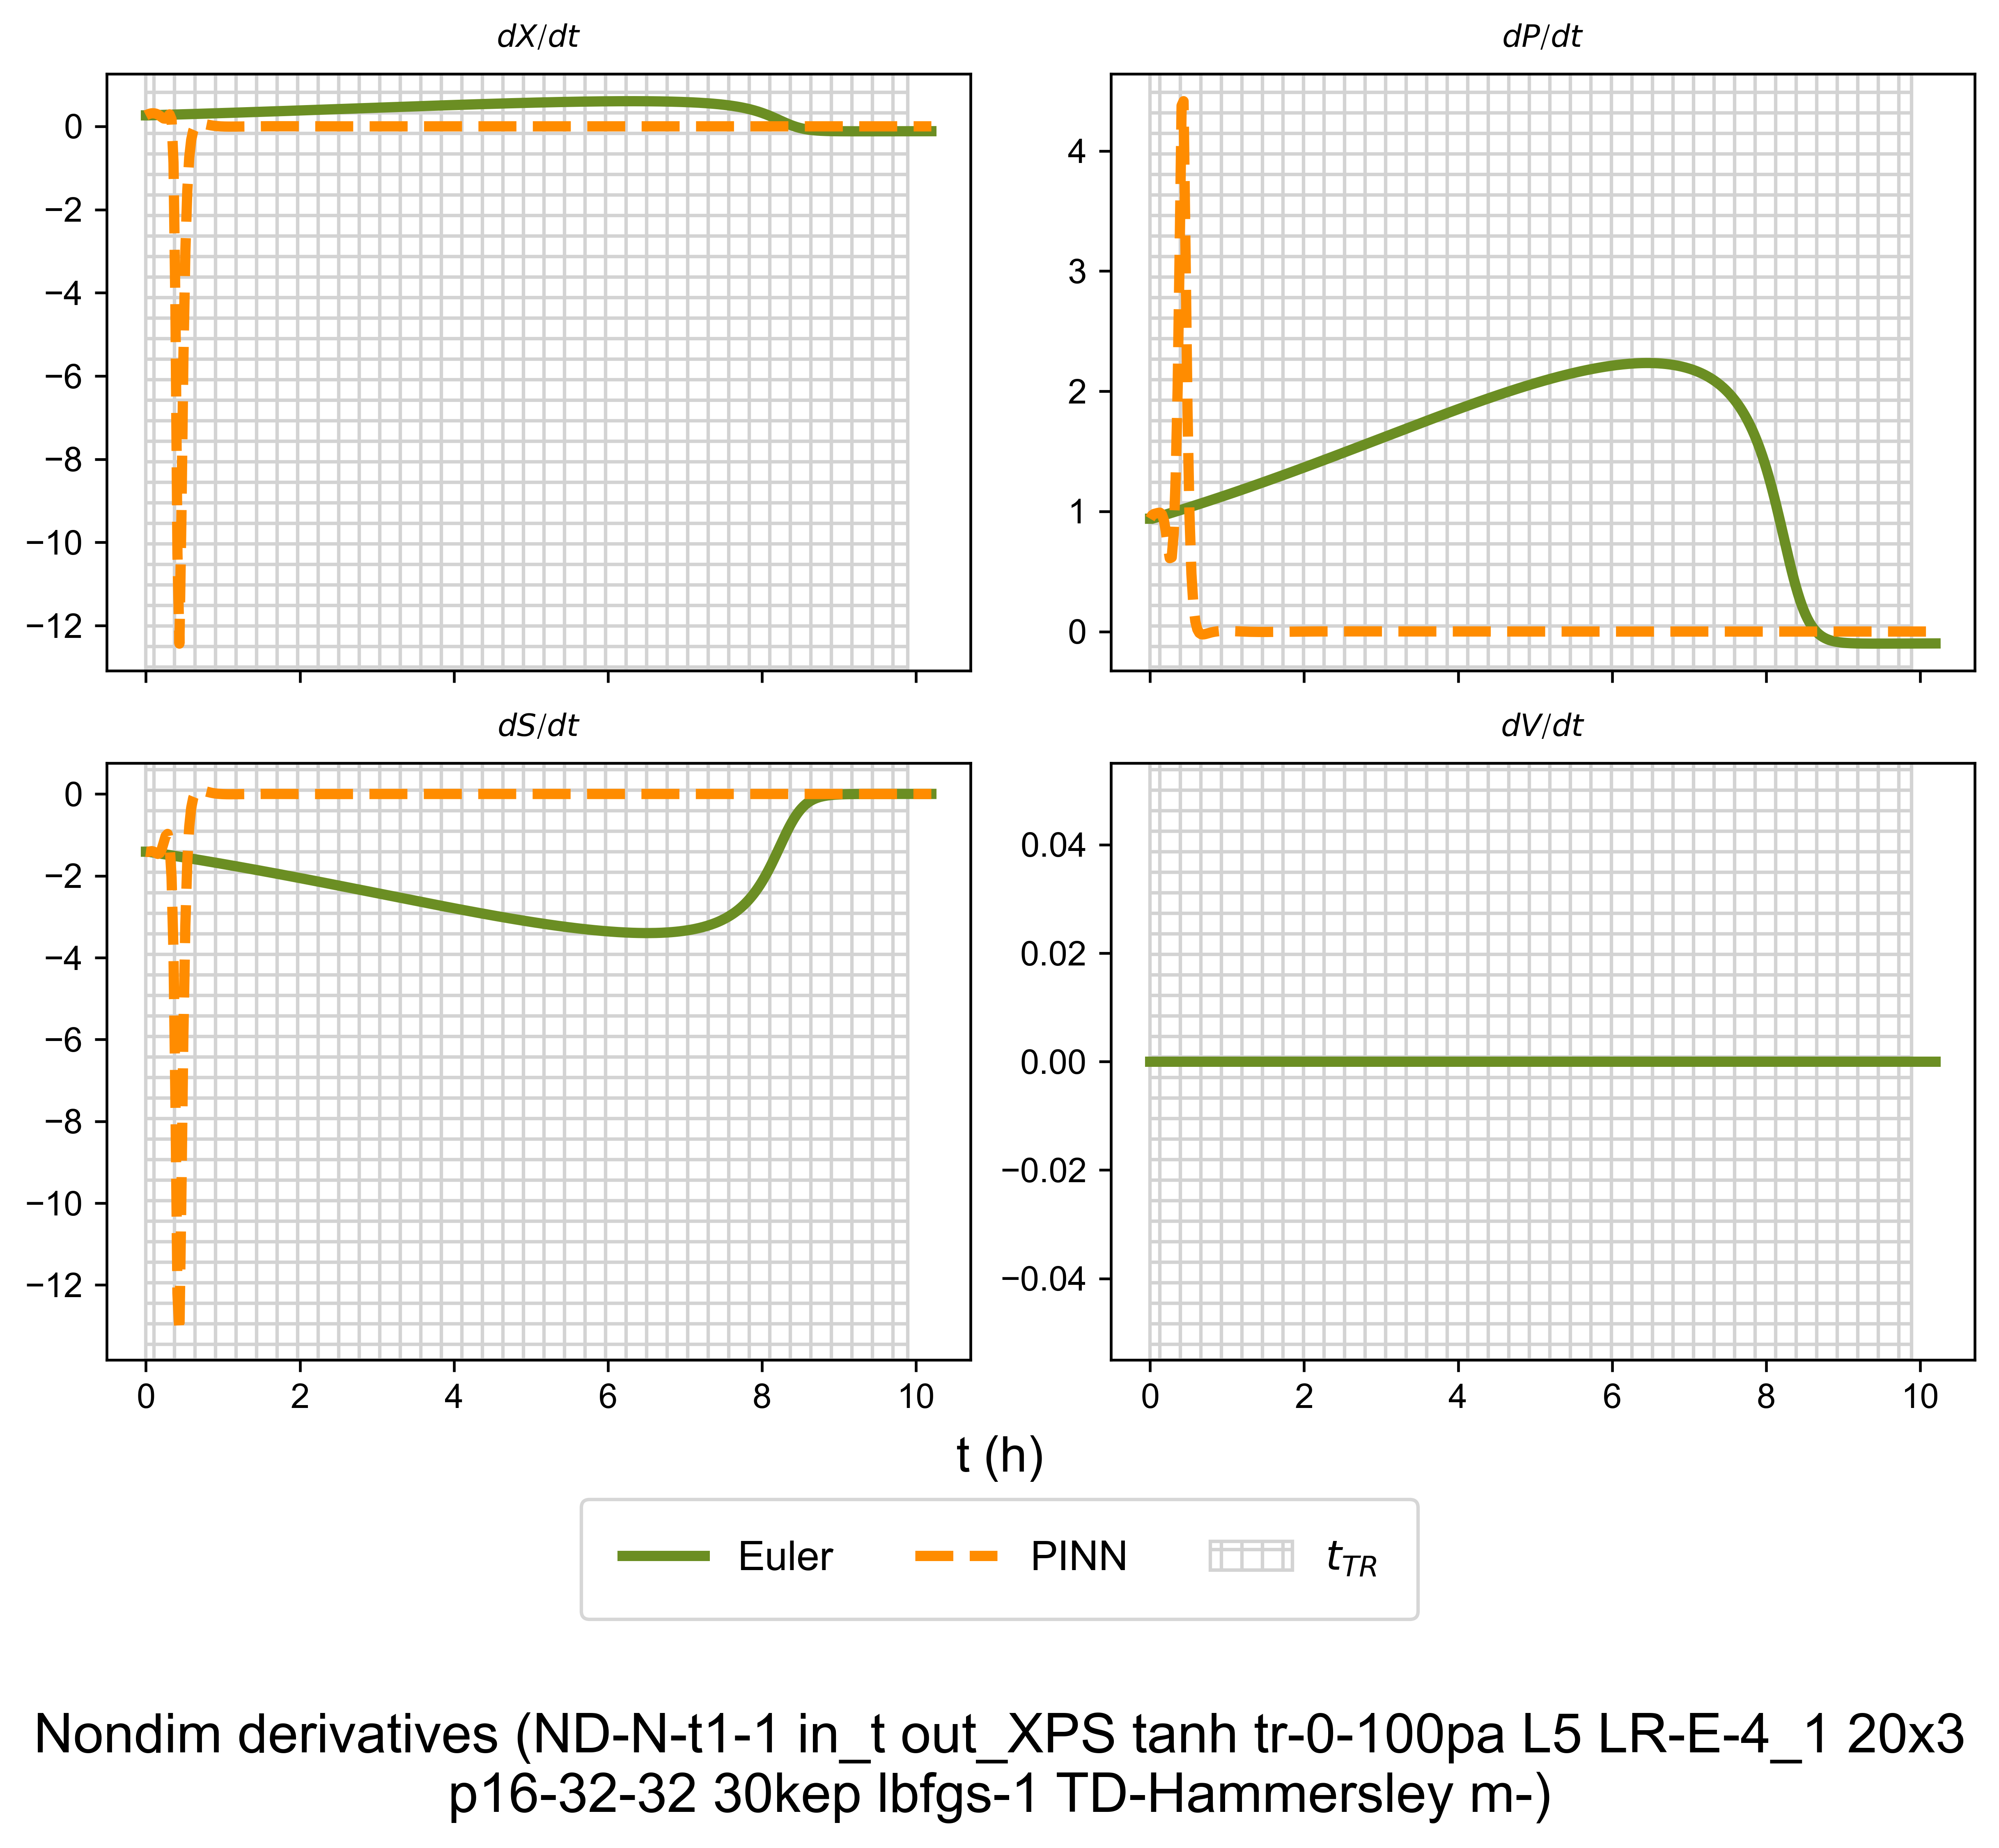 dX/dt
dP/dt
0
−2
−4
−6
−8
−10
−12
4
3
2
1
0
dS/dt
dV/dt
0
−2
−4
−6
−8
−10
−12
0.04
0.02
0.00
−0.02
−0.04
0 2 4 6 8 10
0 2 4 6 8 10
t (h)
Euler PINN t_TR
Nondim derivatives (ND-N-t1-1 in_t out_XPS tanh tr-0-100pa L5 LR-E-4_1 20x3
p16-32-32 30kep lbfgs-1 TD-Hammersley m-)